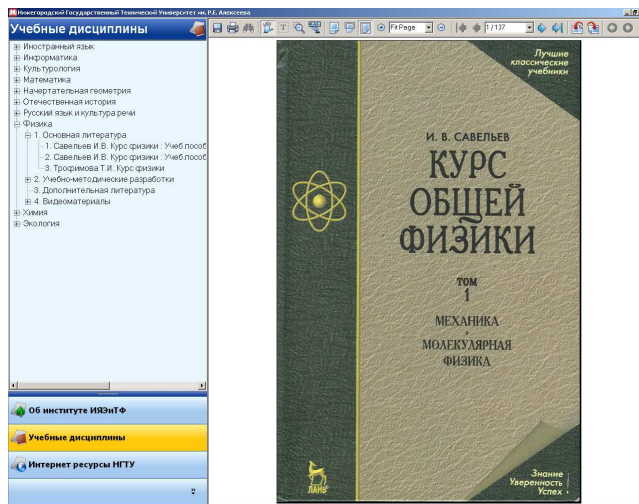 Нижегородский Государственный Технический Университет им. Р.Е. Алексеева
Учебные дисциплины
Fit Page
1 / 137
Иностранный язык
Информатика
Культурология
Математика
Начертательная геометрия
Отечественная история
Русский язык и культура речи
Физика
1. Основная литература
1. Савельев И.В. Курс физики : Учеб.пособ
2. Савельев И.В. Курс физики : Учеб.пособ
3. Трофимова Т.И. Курс физики
2. Учебно-методические разработки
3. Дополнительная литература
4. Видеоматериалы
Химия
Экология
Об институте ИЯЭиТФ
Учебные дисциплины
Интернет ресурсы НГТУ
Лучшие
классические
учебники
И. В. САВЕЛЬЕВ
КУРС
ОБЩЕЙ
ФИЗИКИ
ТОМ
1
МЕХАНИКА
МОЛЕКУЛЯРНАЯ
ФИЗИКА
ЛАНЬ
Знание
Уверенность
Успех